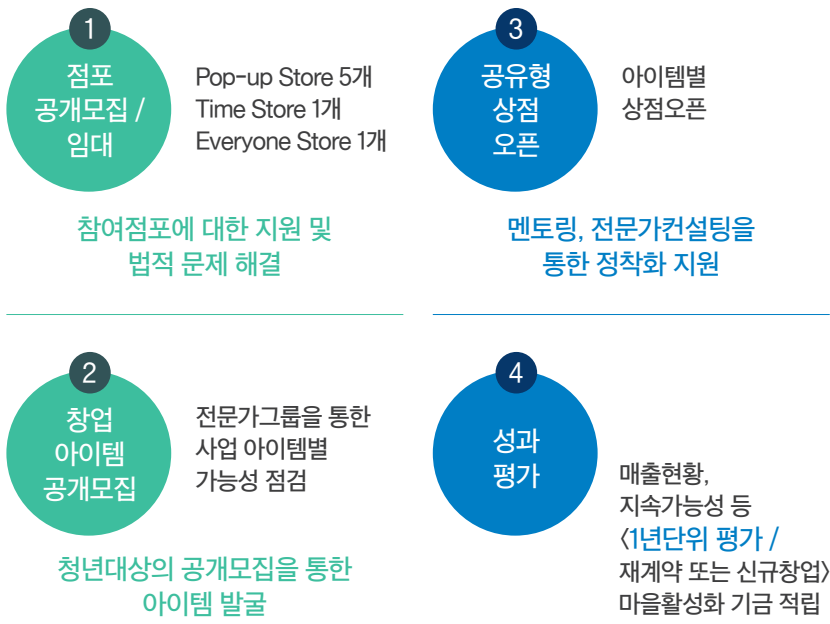 1
점포
공개모집 /
임대
Pop-up Store 5개
Time Store 1개
Everyone Store 1개
참여점포에 대한 지원 및
법적 문제 해결
2
창업
아이템
공개모집
전문가그룹을 통한
사업 아이템별
가능성 점검
청년대상의 공개모집을 통한
아이템 발굴
3
공유형
상점
오픈
아이템별
상점오픈
멘토링, 전문가컨설팅을
통한 정착화 지원
4
성과
평가
매출현황,
지속가능성 등
〈1년단위 평가 /
재계약 또는 신규창업〉
마을활성화 기금 적립